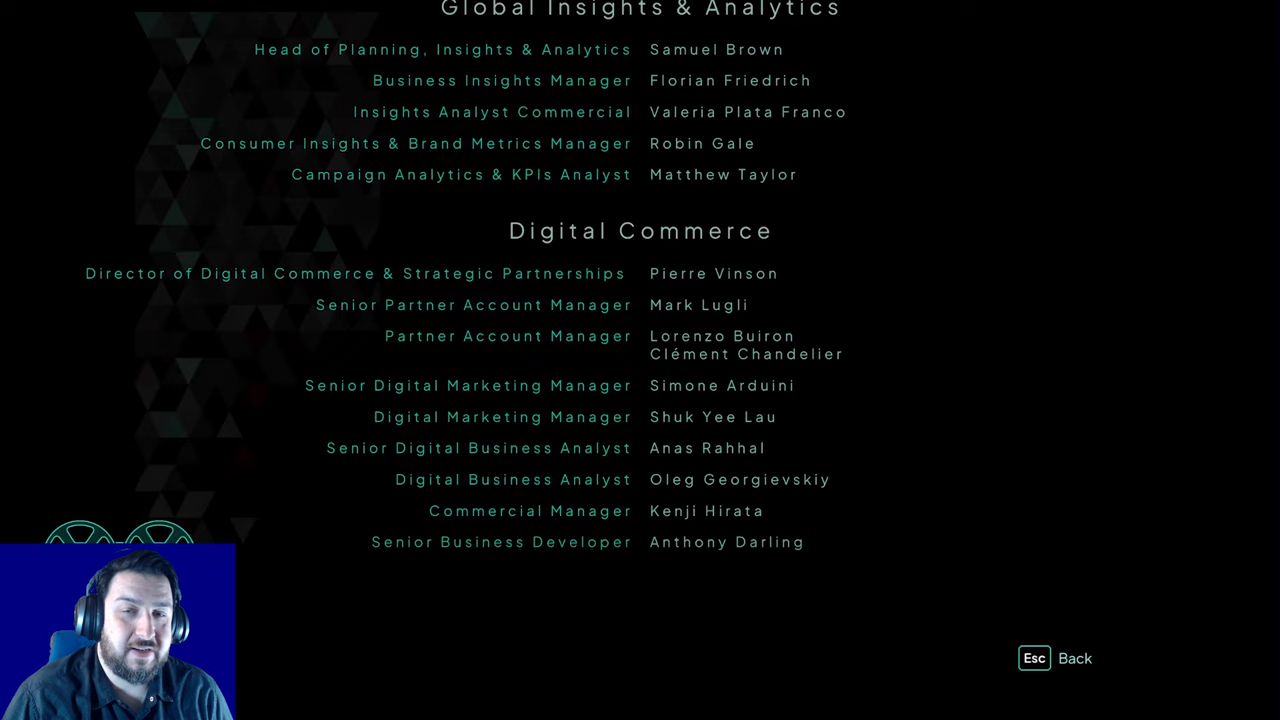 Global Insights & Analytics
Head of Planning, Insights & Analytics Samuel Brown
Business Insights Manager Florian Friedrich
Insights Analyst Commercial Valeria Plata Franco
Consumer Insights & Brand Metrics Manager Robin Gale
Campaign Analytics & KPIs Analyst Matthew Taylor
Digital Commerce
Director of Digital Commerce & Strategic Partnerships Pierre Vinson
Senior Partner Account Manager Mark Lugli
Partner Account Manager Lorenzo Buiron
Clément Chandelier
Senior Digital Marketing Manager Simone Arduini
Digital Marketing Manager Shuk Yee Lau
Senior Digital Business Analyst Anas Rahhal
Digital Business Analyst Oleg Georgievskiy
Commercial Manager Kenji Hirata
Senior Business Developer Anthony Darling
Esc Back